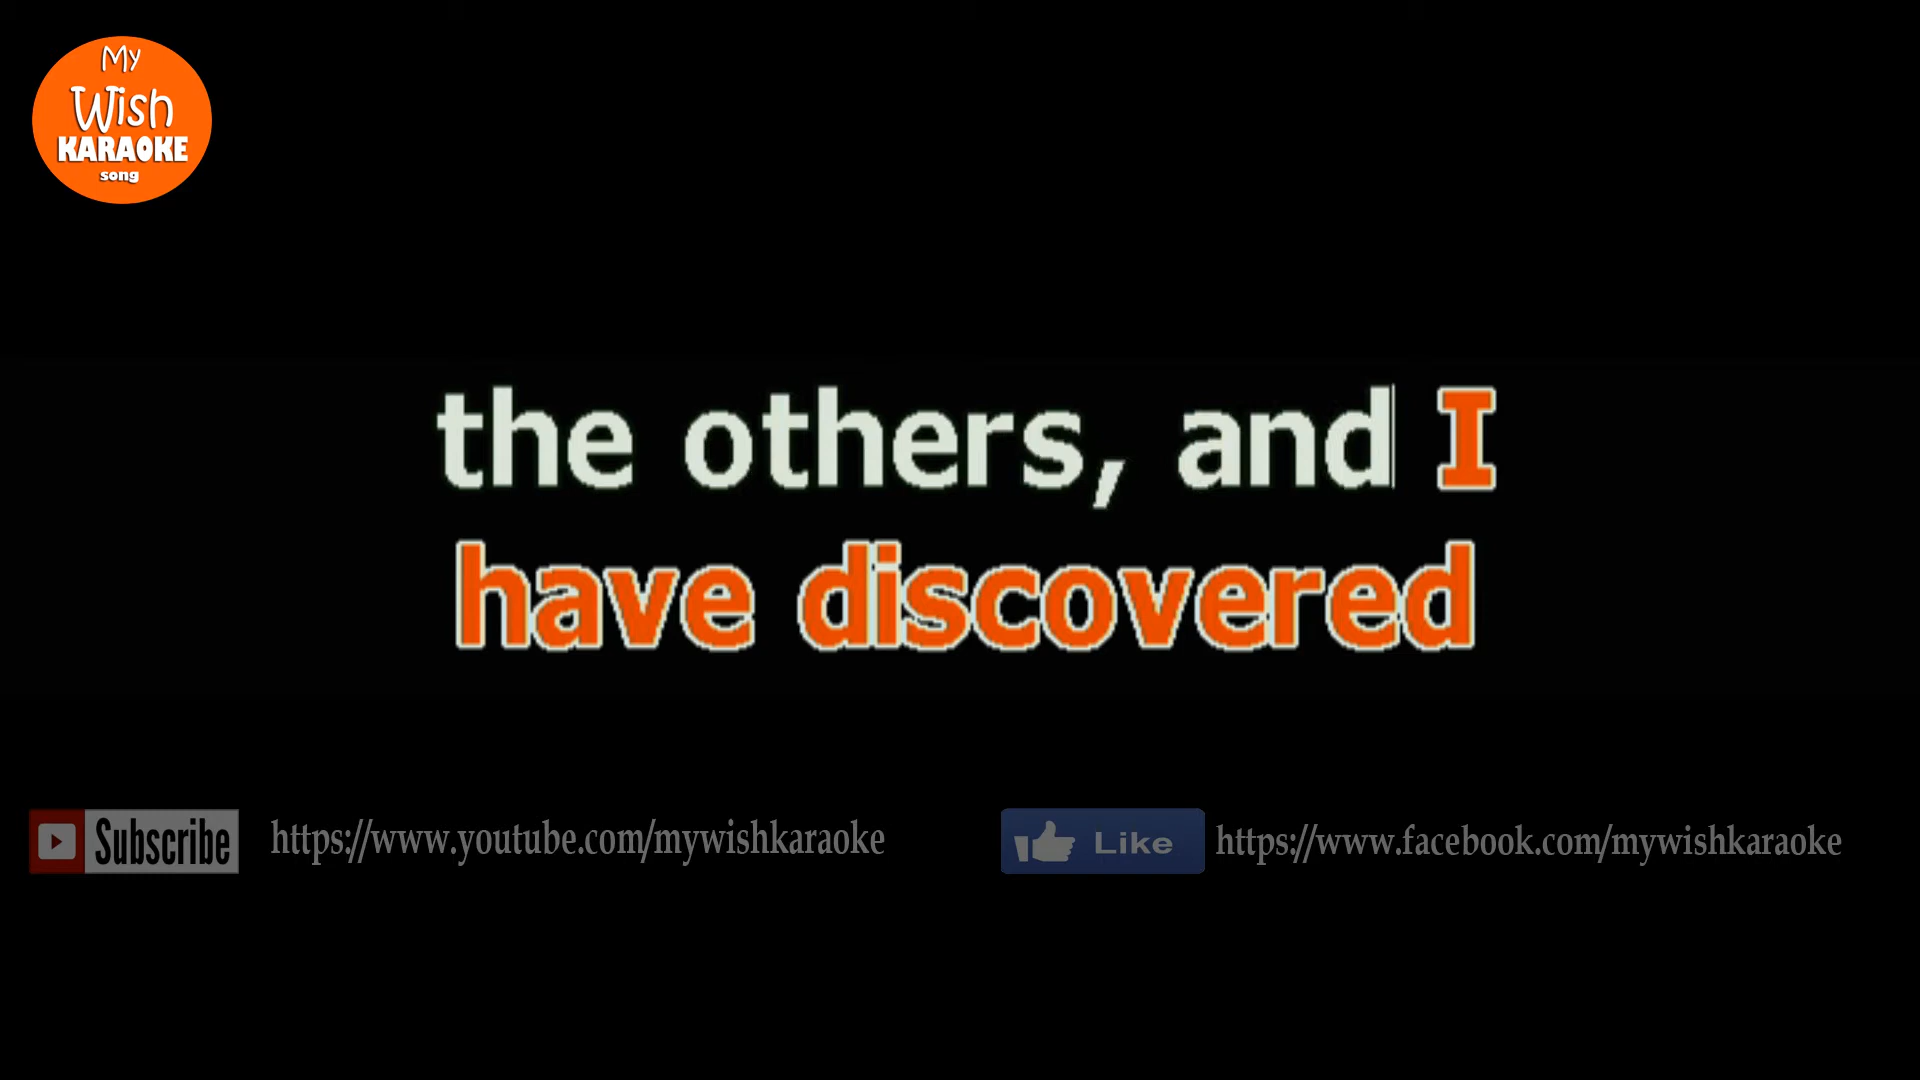 My
Wish
KARAOKE
song
the others, and I
have discovered
Subscribe https://www.youtube.com/mywishkaraoke
Like https://www.facebook.com/mywishkaraoke